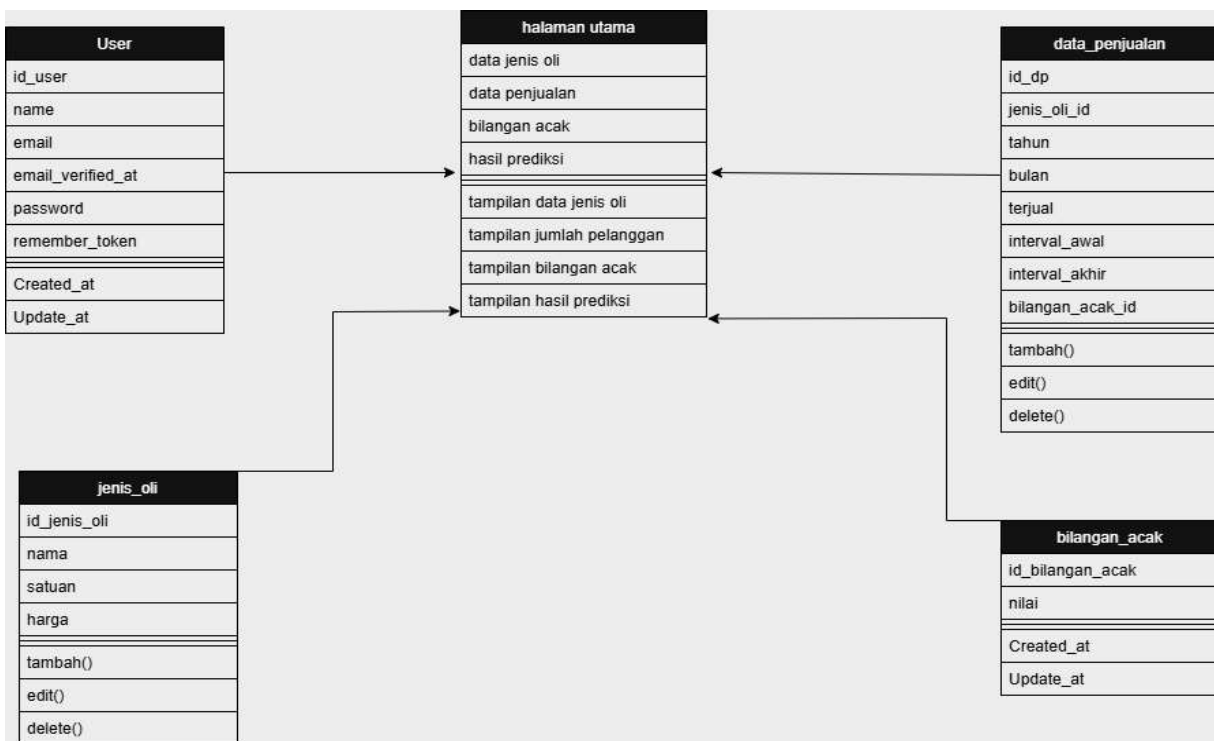 User
id_user
name
email
email_verified_at
password
remember_token
Created_at
Update_at
halaman utama
data jenis oli
data penjualan
bilangan acak
hasil prediksi
tampilan data jenis oli
tampilan jumlah pelanggan
tampilan bilangan acak
tampilan hasil prediksi
data_penjualan
id_dp
jenis_oli_id
tahun
bulan
terjual
interval_awal
interval_akhir
bilangan_acak_id
tambah()
edit()
delete()
jenis_oli
id_jenis_oli
nama
satuan
harga
tambah()
edit()
delete()
bilangan_acak
id_bilangan_acak
nilai
Created_at
Update_at